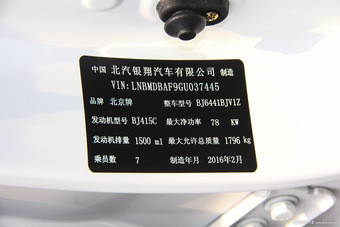 中国 北汽银翔汽车有限公司 制造
VIN:LNBMDBAF9GU037445
品牌 北京牌 整车型号 BJ6441BJV1Z
发动机型号 BJ415C 最大净功率 78 KW
发动机排量 1500 ml 最大允许总质量 1796 kg
乘员数 7 制造年月 2016年2月